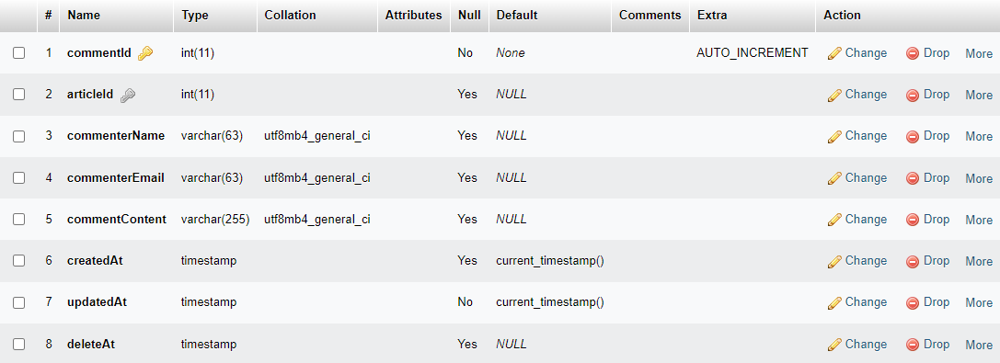 # Name Type Collation Attributes Null Default Comments Extra Action
1 commentId int(11) No None AUTO_INCREMENT Change Drop More
2 articleId int(11) Yes NULL Change Drop More
3 commenterName varchar(63) utf8mb4_general_ci Yes NULL Change Drop More
4 commenterEmail varchar(63) utf8mb4_general_ci Yes NULL Change Drop More
5 commentContent varchar(255) utf8mb4_general_ci Yes NULL Change Drop More
6 createdAt timestamp Yes current_timestamp() Change Drop More
7 updatedAt timestamp No current_timestamp() Change Drop More
8 deleteAt timestamp Yes NULL Change Drop More